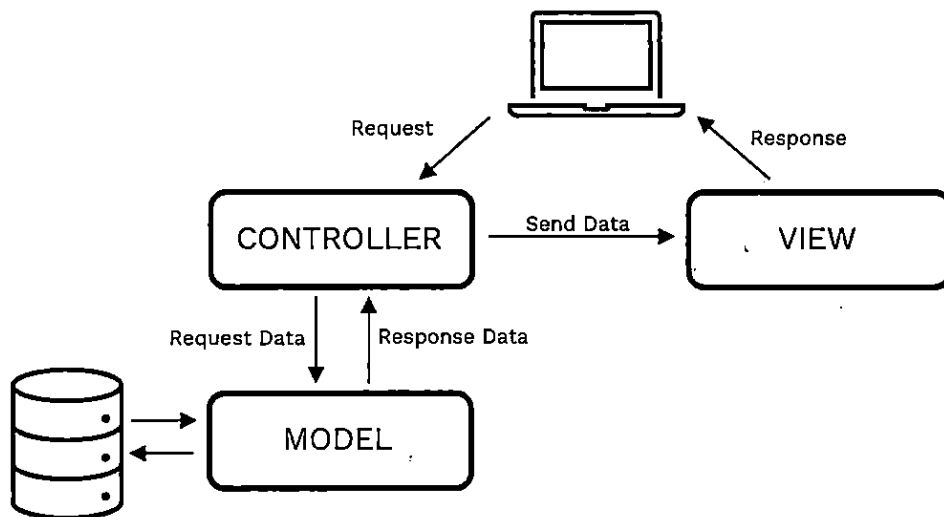 Request
Response
CONTROLLER
Send Data
VIEW
Request Data
Response Data
MODEL